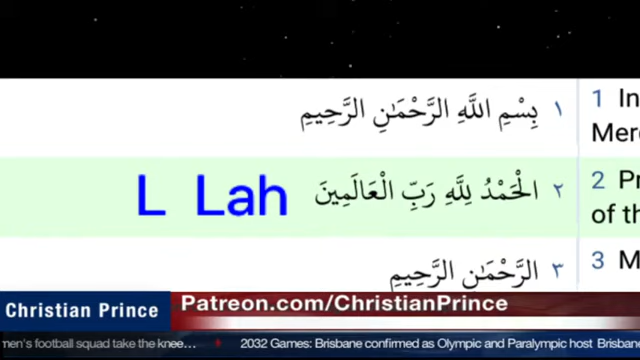 بِسْمِ اللَّهِ الرَّحْمَٰنِ الرَّحِيمِ ١
1 In
Mer
L Lah
الْحَمْدُ لِلَّهِ رَبِّ الْعَالَمِينَ ٢
2 Pr
of th
الرَّحْمَٰنِ الرَّحِيمِ ٣
3 M
Christian Prince
Patreon.com/ChristianPrince
men's football squad take the knee…
2032 Games: Brisbane confirmed as Olympic and Paralympic host Brisban